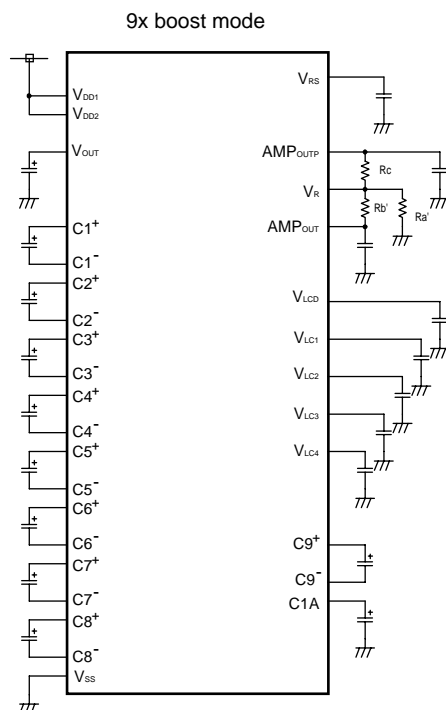 9x boost mode
VDD1
VDD2
VOUT
+
C1+
+
C1-
C2+
+
C2-
C3+
+
C3-
C4+
+
C4-
C5+
+
C5-
C6+
+
C6-
C7+
+
C7-
C8+
+
C8-
VSS
VRS
AMPOUTP
Rc
VR
Rb'
Ra'
AMPOUT
VLCD
VLC1
VLC2
VLC3
VLC4
C9+
+
C9-
C1A
+